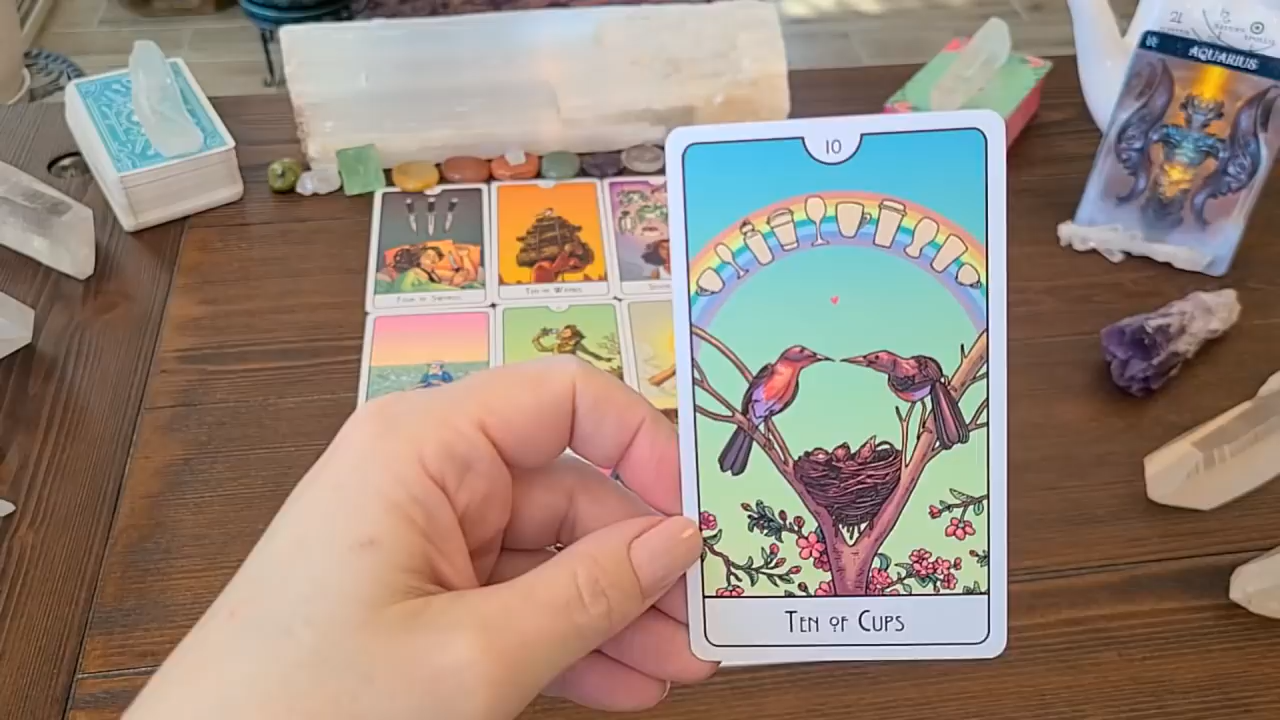 AQUARIUS
10
FOUR OF SWORDS
TEN OF WANDS
TEN OF CUPS